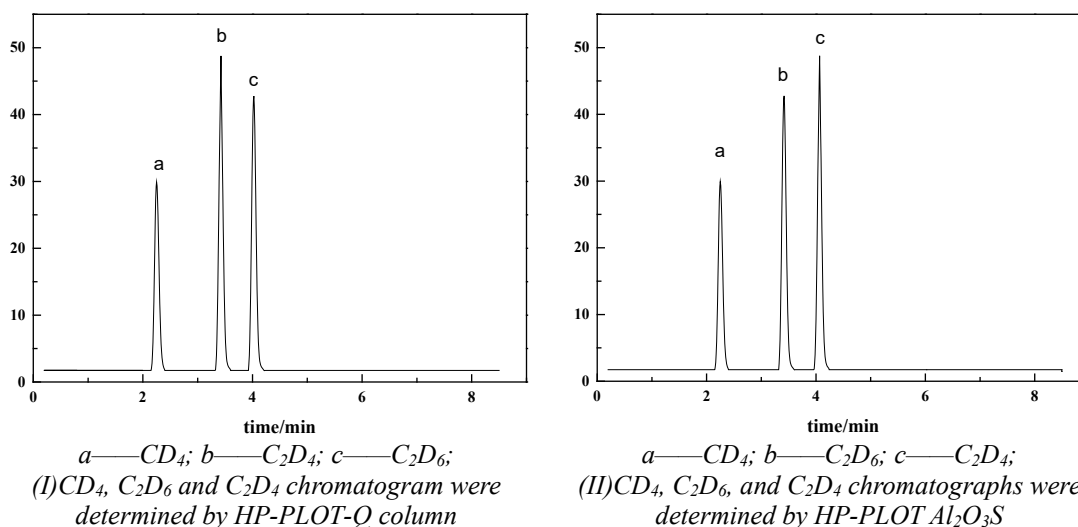 50
40
30
20
10
0
0 2 4 6 8
a
b
c
time/min
a——CD4; b——C2D4; c——C2D6;
(I)CD4, C2D6 and C2D4 chromatogram were
determined by HP-PLOT-Q column
50
40
30
20
10
0
0 2 4 6 8
a
b
c
time/min
a——CD4; b——C2D6; c——C2D4;
(II)CD4, C2D6, and C2D4 chromatographs were
determined by HP-PLOT Al2O3S